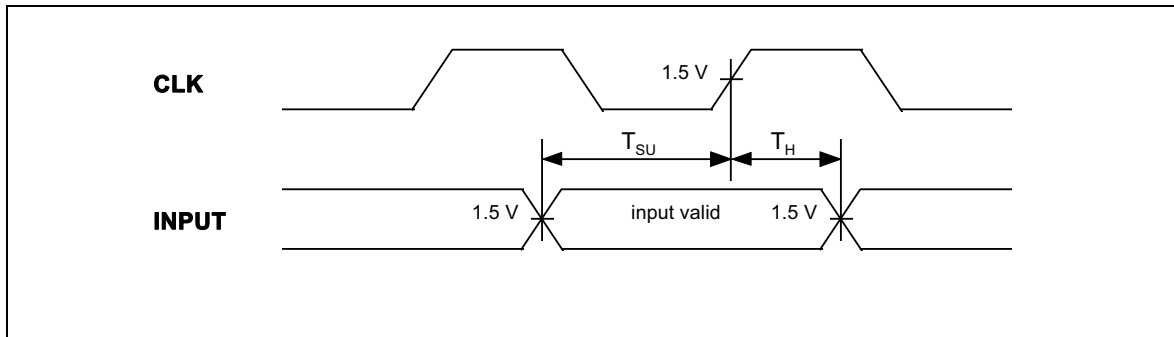 CLK
1.5 V
T_SU
T_H
INPUT
1.5 V
input valid
1.5 V